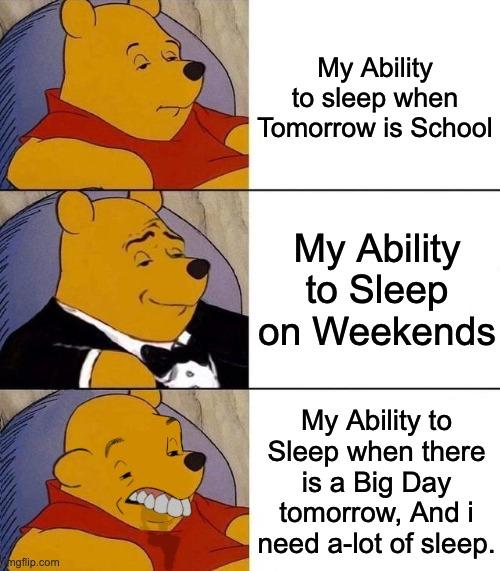 My Ability
to sleep when
Tomorrow is School
My Ability
to Sleep
on Weekends
My Ability to
Sleep when there
is a Big Day
tomorrow, And i
need a-lot of sleep.
imgflip.com